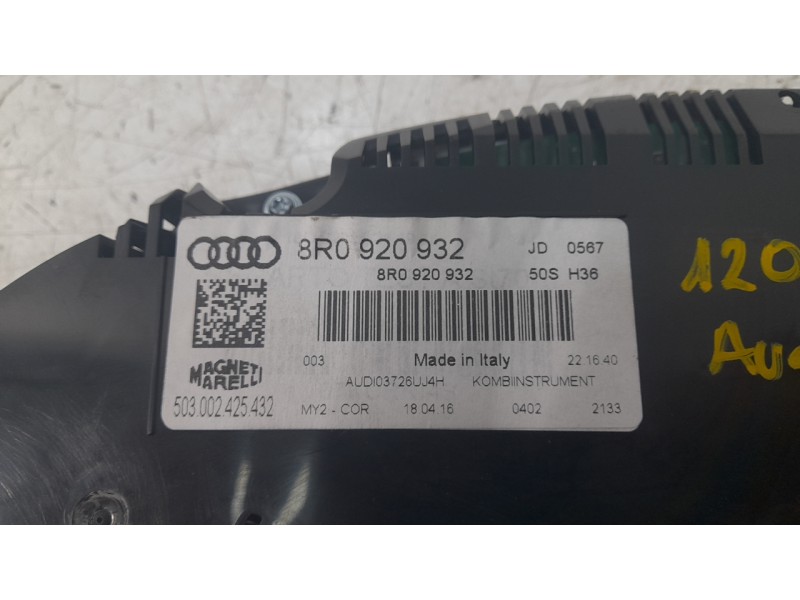 8R0 920 932 JD 0567
8R0 920 932 50S H36
003 Made in Italy 22.16.40
MAGNETI
MARELLI
AUDI03726UJ4H KOMBIINSTRUMENT
503.002.425.432 MY2 - COR 18.04.16 0402 2133
120